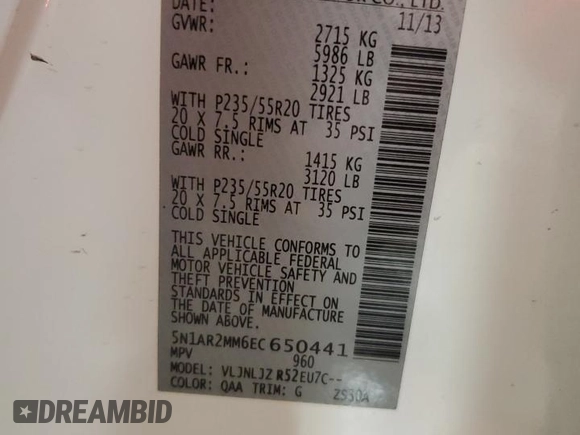 DATE: CO., LTD.
11/13
GVWR: 2715 KG
5986 LB
GAWR FR.: 1325 KG
2921 LB
WITH P235/55R20 TIRES
20 X 7.5 RIMS AT 35 PSI
COLD SINGLE
GAWR RR.: 1415 KG
3120 LB
WITH P235/55R20 TIRES
20 X 7.5 RIMS AT 35 PSI
COLD SINGLE
THIS VEHICLE CONFORMS TO
ALL APPLICABLE FEDERAL
MOTOR VEHICLE SAFETY AND
THEFT PREVENTION
STANDARDS IN EFFECT ON
THE DATE OF MANUFACTURE
SHOWN ABOVE.
5N1AR2MM6EC650441
MPV 960
MODEL: VLJNLJZ R52EU7C--
COLOR: QAA TRIM: G 2S30A
DREAMBID